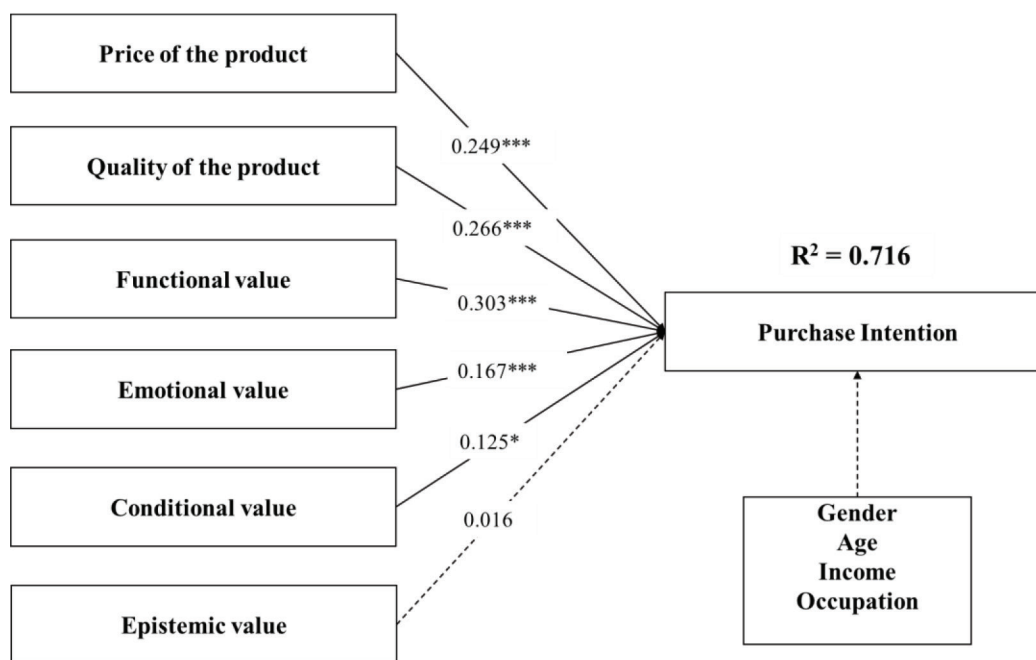 Price of the product
0.249***
Quality of the product
0.266***
R² = 0.716
Functional value
0.303***
Purchase Intention
Emotional value
0.167***
0.125*
Conditional value
0.016
Gender
Age
Income
Occupation
Epistemic value